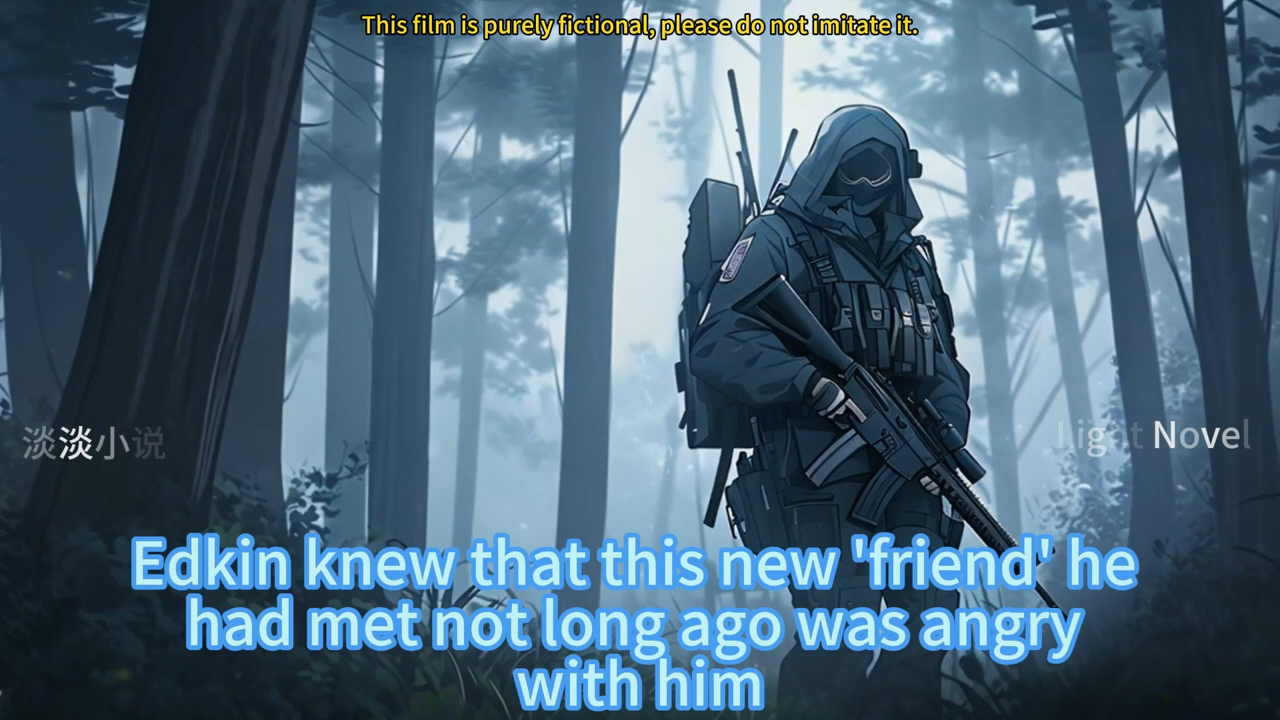 This film is purely fictional, please do not imitate it.
淡淡小说
Light Novel
Edkin knew that this new 'friend' he
had met not long ago was angry
with him